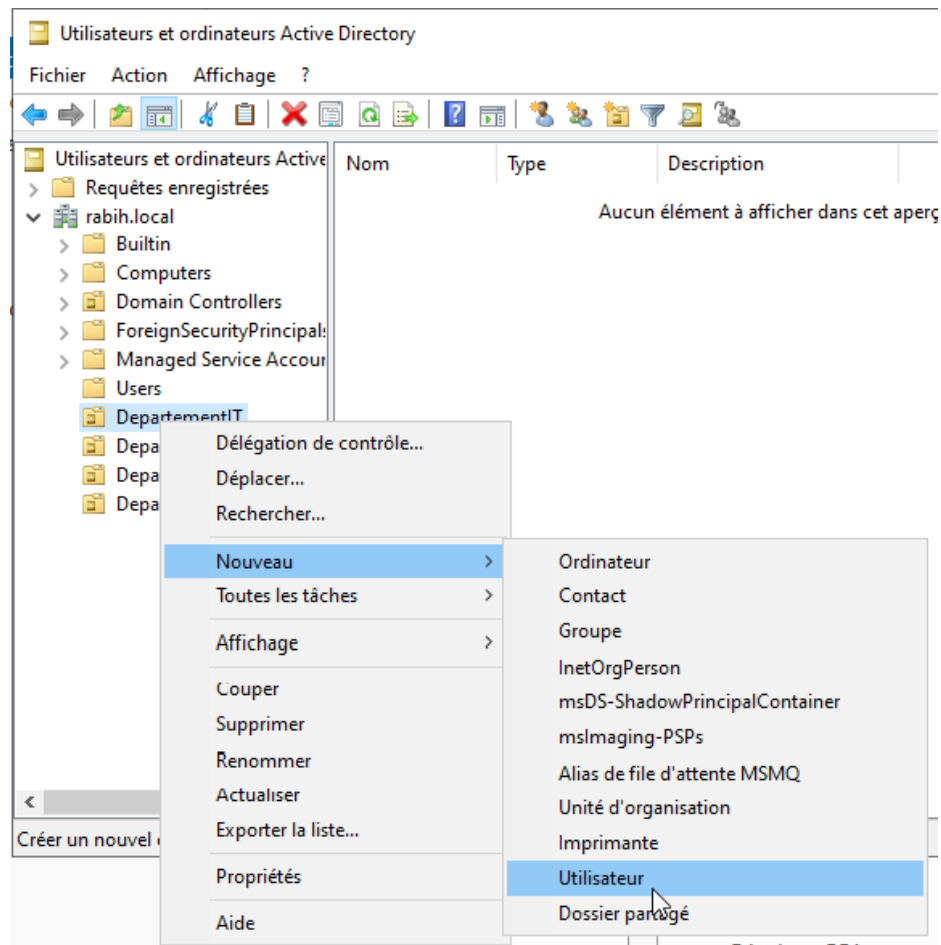 Utilisateurs et ordinateurs Active Directory
Fichier Action Affichage ?
Utilisateurs et ordinateurs Active
Requêtes enregistrées
rabih.local
Builtin
Computers
Domain Controllers
ForeignSecurityPrincipals
Managed Service Accour
Users
DepartementIT
Depa
Depa
Depa
Nom Type Description
Aucun élément à afficher dans cet aperç
Délégation de contrôle...
Déplacer...
Rechercher...
Nouveau
Toutes les tâches
Affichage
Couper
Supprimer
Renommer
Actualiser
Exporter la liste...
Propriétés
Aide
Ordinateur
Contact
Groupe
InetOrgPerson
msDS-ShadowPrincipalContainer
msImaging-PSPs
Alias de file d'attente MSMQ
Unité d'organisation
Imprimante
Utilisateur
Dossier partagé
Créer un nouvel